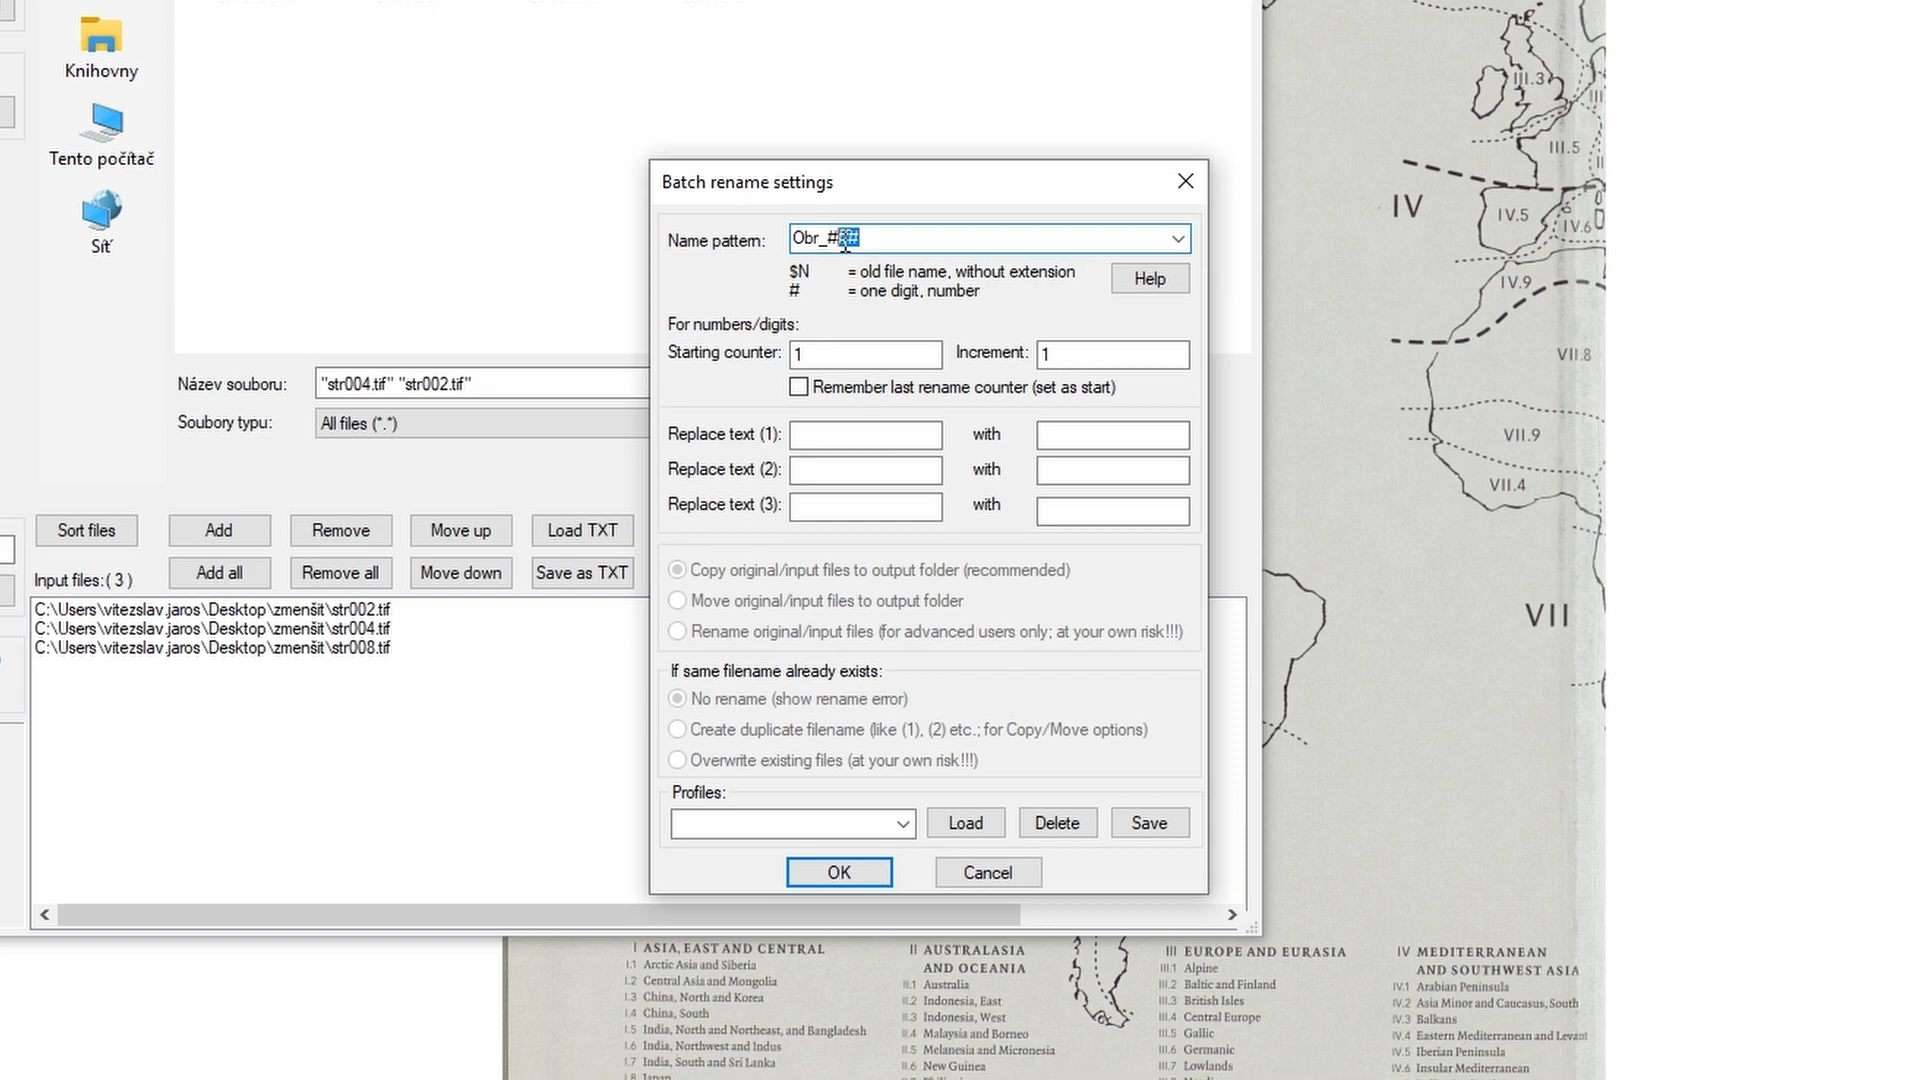 Knihovny
Tento počítač
Síť
Název souboru:
"str004.tif" "str002.tif"
Soubory typu:
All files (*.*)
Sort files
Add
Remove
Move up
Load TXT
Input files: ( 3 )
Add all
Remove all
Move down
Save as TXT
C:\Users\vitezslav.jaros\Desktop\zmenšit\str002.tif
C:\Users\vitezslav.jaros\Desktop\zmenšit\str004.tif
C:\Users\vitezslav.jaros\Desktop\zmenšit\str008.tif
Batch rename settings
Name pattern:
Obr_###
$N = old file name, without extension
# = one digit, number
Help
For numbers/digits:
Starting counter: 1 Increment: 1
Remember last rename counter (set as start)
Replace text (1): with
Replace text (2): with
Replace text (3): with
Copy original/input files to output folder (recommended)
Move original/input files to output folder
Rename original/input files (for advanced users only; at your own risk!!!)
If same filename already exists:
No rename (show rename error)
Create duplicate filename (like (1), (2) etc.; for Copy/Move options)
Overwrite existing files (at your own risk!!!)
Profiles:
Load
Delete
Save
OK
Cancel
III.3
III.5
IV
IV.5
IV.6
IV.9
VII.8
VII.9
VII.4
VII
I ASIA, EAST AND CENTRAL
I.1 Arctic Asia and Siberia
I.2 Central Asia and Mongolia
I.3 China, North and Korea
I.4 China, South
I.5 India, North and Northeast, and Bangladesh
I.6 India, Northwest and Indus
I.7 India, South and Sri Lanka
I.8 Japan
II AUSTRALASIA
AND OCEANIA
II.1 Australia
II.2 Indonesia, East
II.3 Indonesia, West
II.4 Malaysia and Borneo
II.5 Melanesia and Micronesia
II.6 New Guinea
III EUROPE AND EURASIA
III.1 Alpine
III.2 Baltic and Finland
III.3 British Isles
III.4 Central Europe
III.5 Gallic
III.6 Germanic
III.7 Lowlands
IV MEDITERRANEAN
AND SOUTHWEST ASIA
IV.1 Arabian Peninsula
IV.2 Asia Minor and Caucasus, South
IV.3 Balkans
IV.4 Eastern Mediterranean and Levant
IV.5 Iberian Peninsula
IV.6 Insular Mediterranean